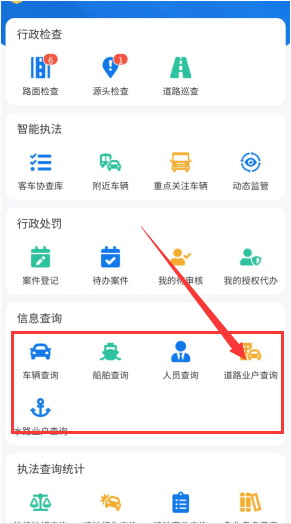 行政检查
6 1
路面检查 源头检查 道路巡查
智能执法
客车协查库 附近车辆 重点关注车辆 动态监管
行政处罚
案件登记 待办案件 我的待审核 我的授权代办
信息查询
车辆查询 船舶查询 人员查询 道路业户查询
水路业户查询
执法查询统计